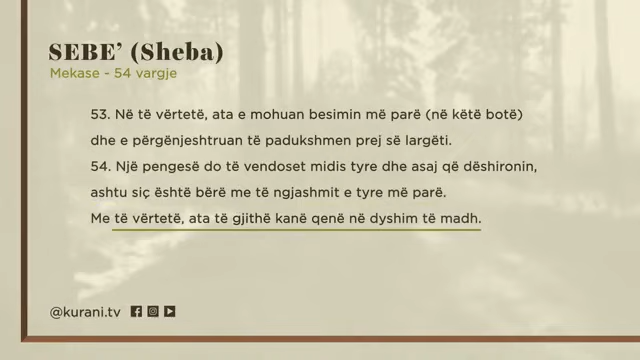 SEBE’ (Sheba)
Mekase - 54 vargje
53. Në të vërtetë, ata e mohuan besimin më parë (në këtë botë)
dhe e përgënjeshtruan të padukshmen prej së largëti.
54. Një pengesë do të vendoset midis tyre dhe asaj që dëshironin,
ashtu siç është bërë me të ngjashmit e tyre më parë.
Me të vërtetë, ata të gjithë kanë qenë në dyshim të madh.
@kurani.tv